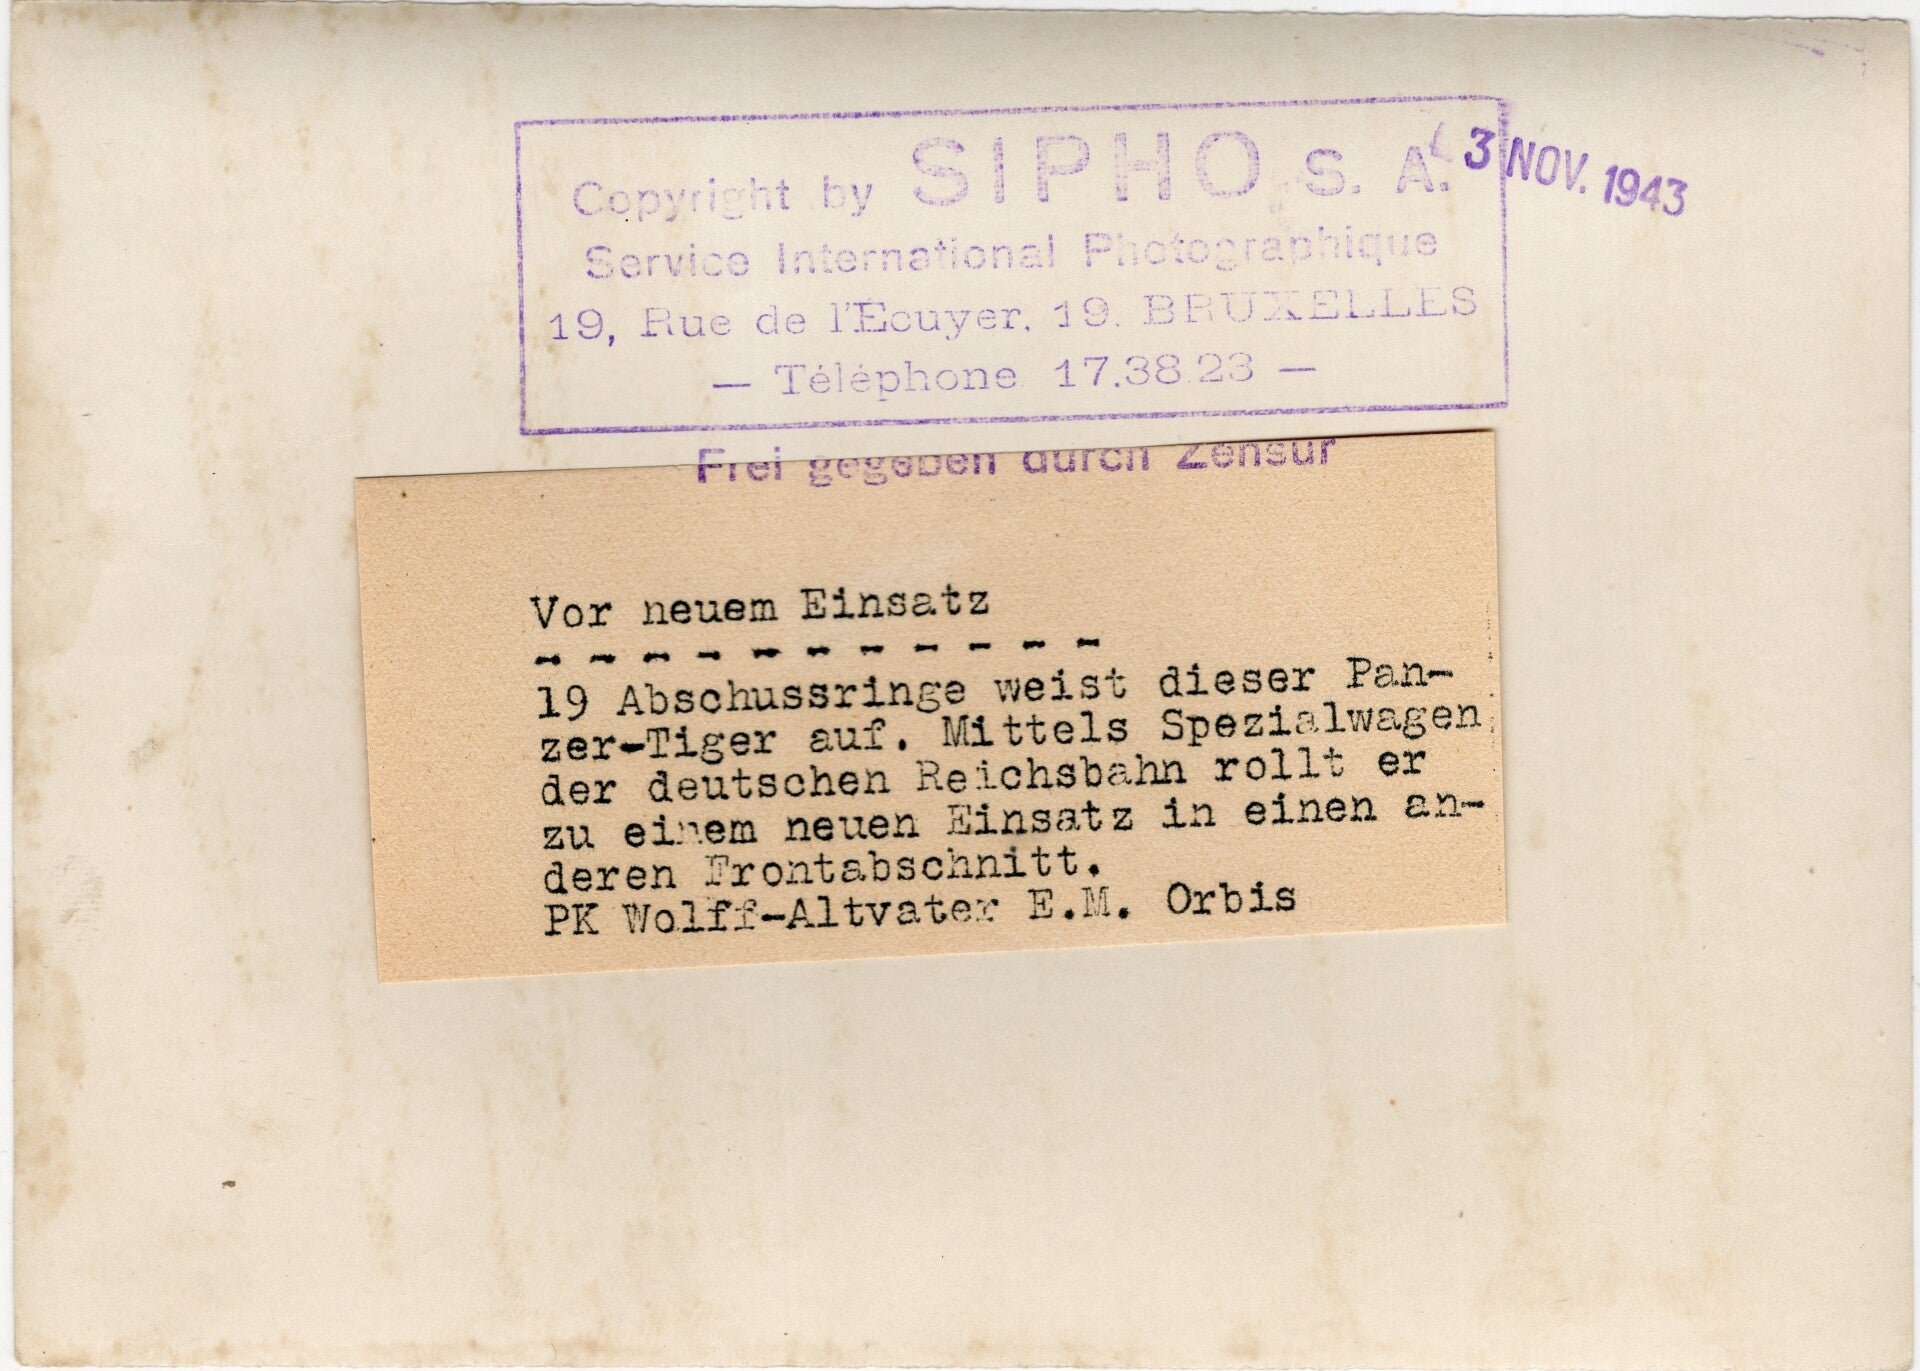 Copyright by SIPHO S. A.
3 NOV. 1943
Service International Photographique
19, Rue de l'Ecuyer. 19. BRUXELLES
— Téléphone 17.38.23 —
Frei gegeben durch Zensur
Vor neuem Einsatz
- - - - - - - - - - -
19 Abschussringe weist dieser Pan-
zer-Tiger auf. Mittels Spezialwagen
der deutschen Reichsbahn rollt er
zu einem neuen Einsatz in einen an-
deren Frontabschnitt.
PK Wolff-Altvater E.M. Orbis